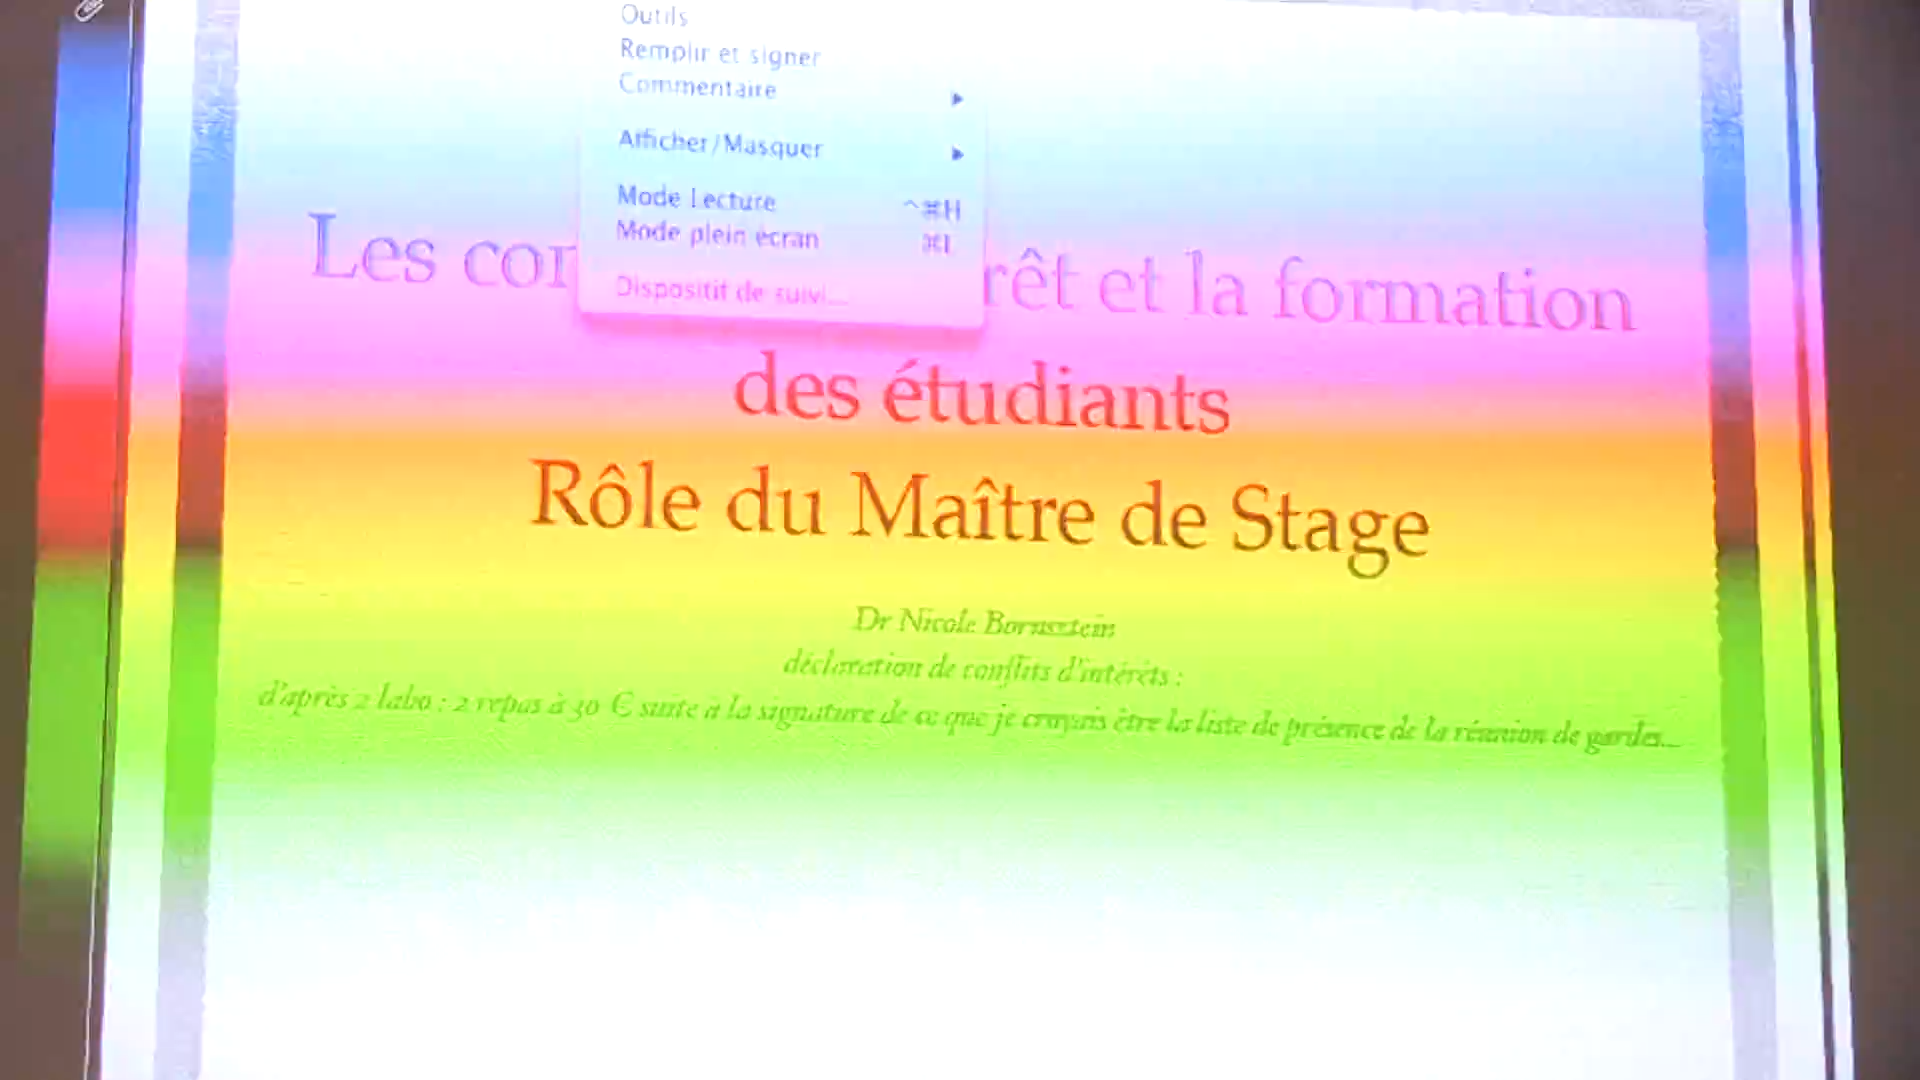 Outils
Remplir et signer
Commentaire
Afficher/Masquer
Mode Lecture ^⌘H
Mode plein écran ⌘L
Dispositif de suivi...
Les con rêt et la formation
des étudiants
Rôle du Maître de Stage
Dr Nicole Bornsztein
déclaration de conflits d'intérêts :
d'après 2 labo : 2 repas à 30 € suite à la signature de ce que je croyais être la liste de présence de la réunion de gardes...